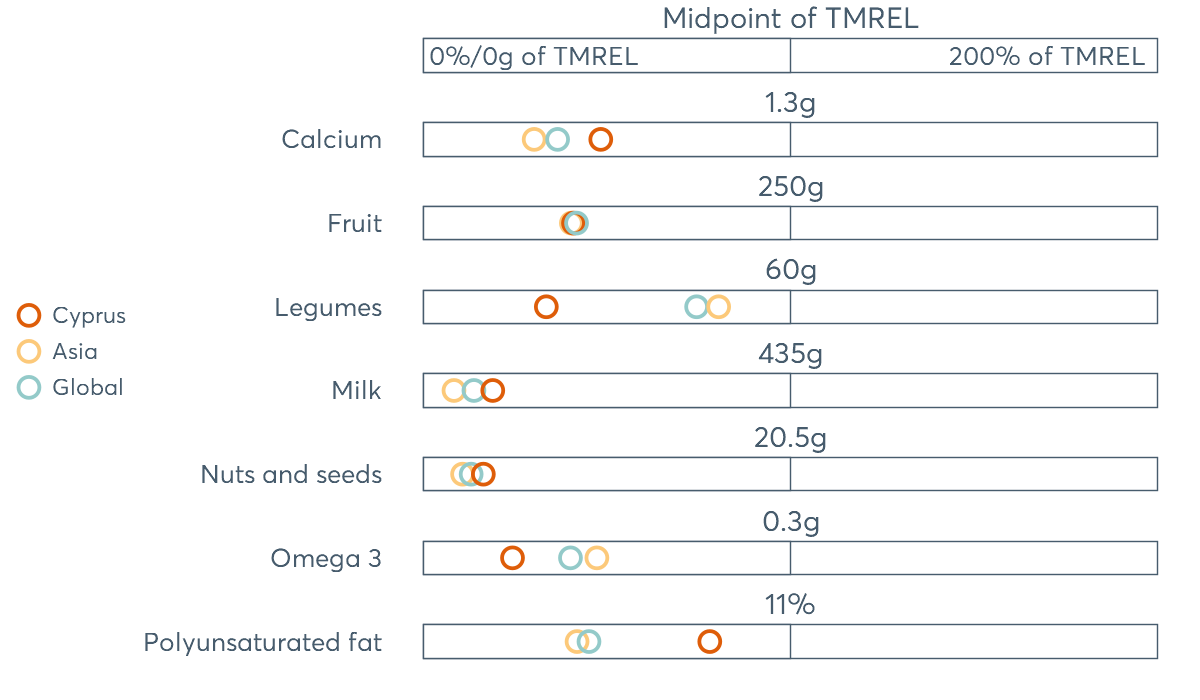 Midpoint of TMREL
0%/0g of TMREL
200% of TMREL
1.3g
Calcium
250g
Fruit
60g
Legumes
435g
Milk
20.5g
Nuts and seeds
0.3g
Omega 3
11%
Polyunsaturated fat
Cyprus
Asia
Global